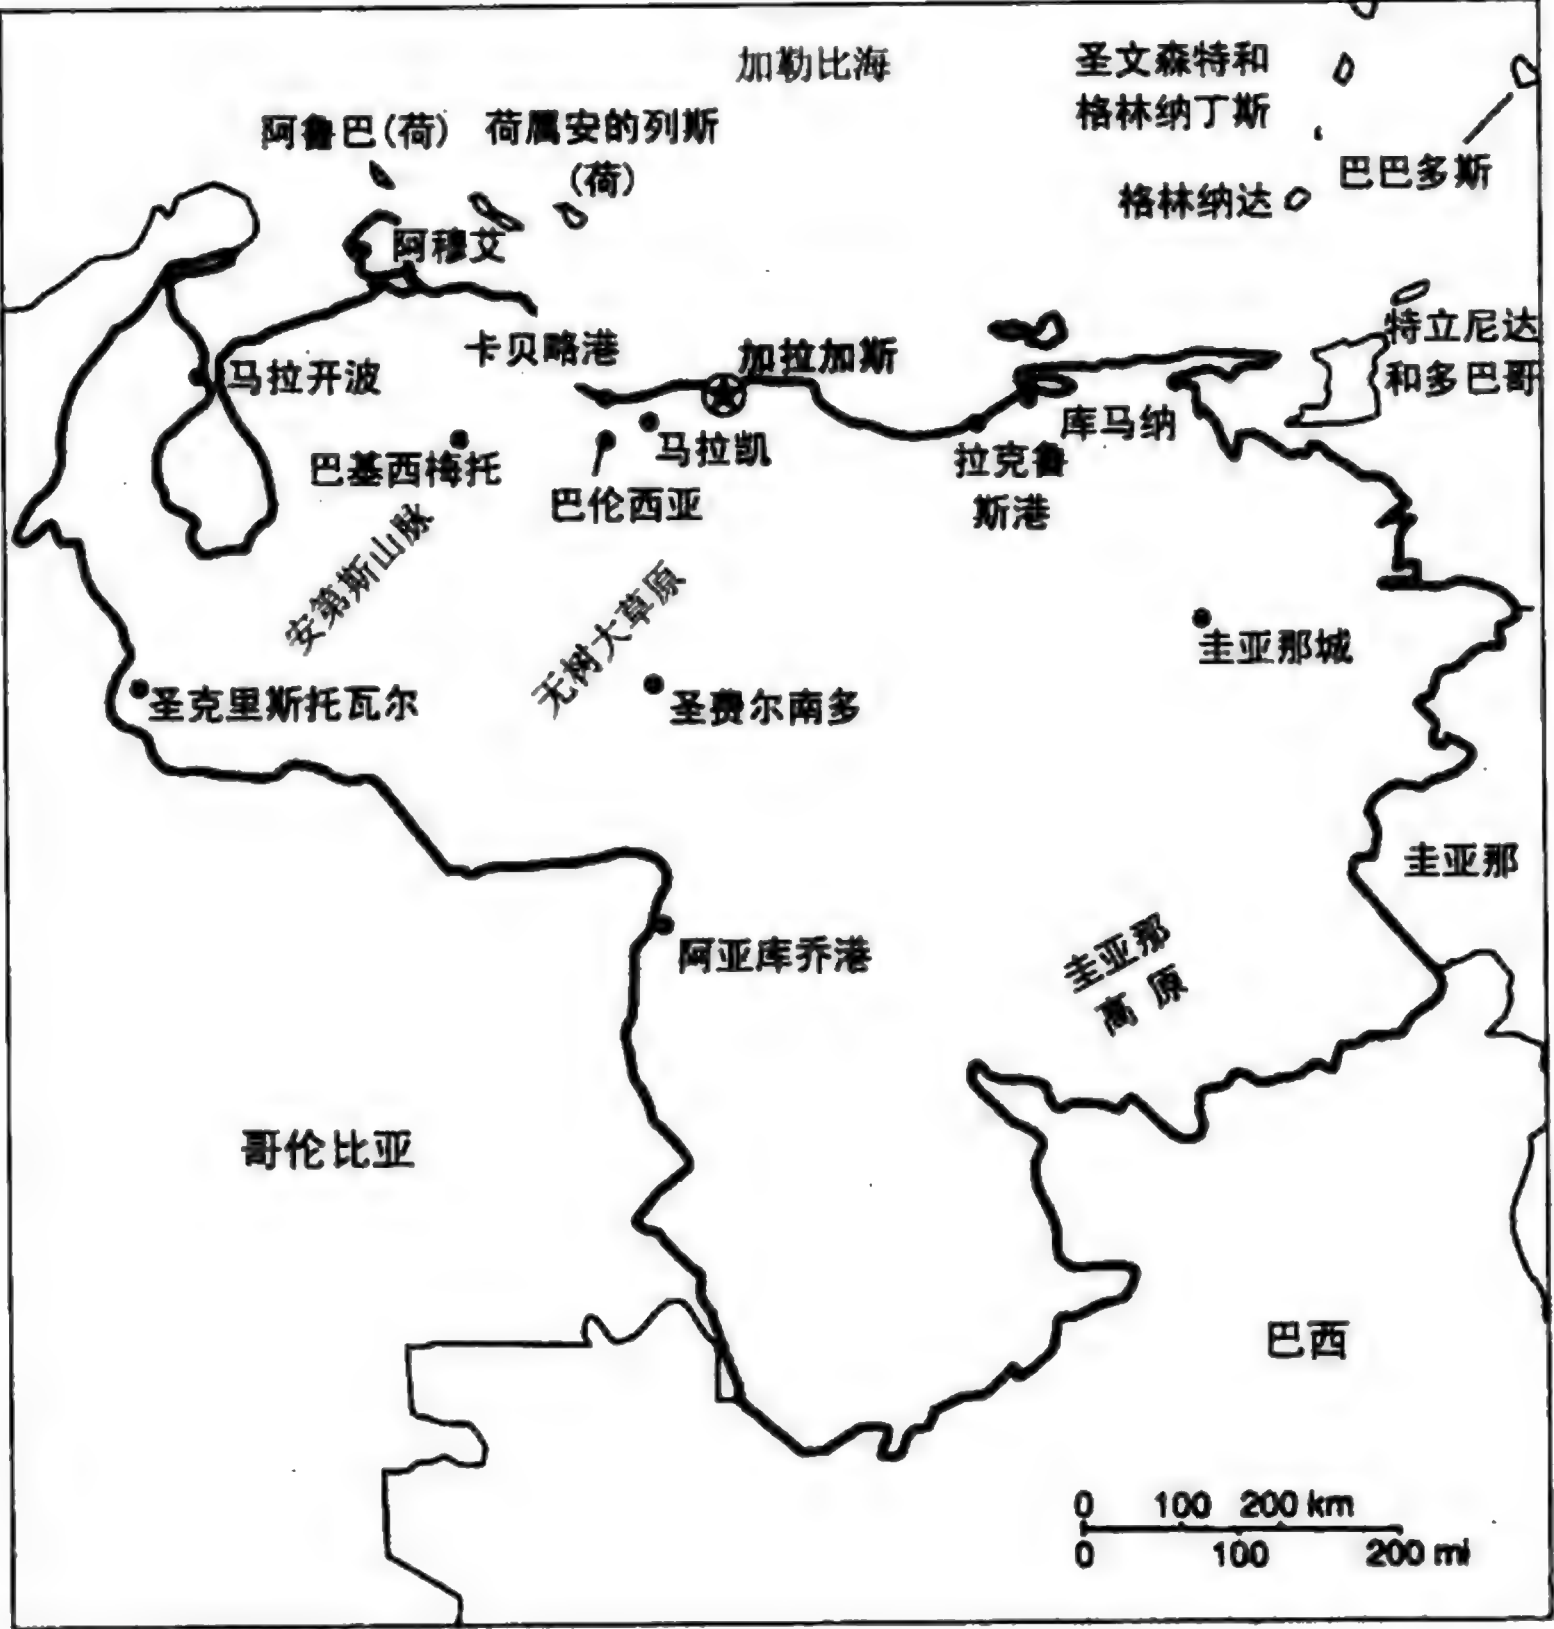 加勒比海
圣文森特和
格林纳丁斯
阿鲁巴(荷)
荷属安的列斯
(荷)
巴巴多斯
格林纳达
阿穆艾
特立尼达
和多巴哥
卡贝略港
加拉加斯
马拉开波
库马纳
马拉凯
巴基西梅托
拉克鲁
斯港
巴伦西亚
安第斯山脉
无树大草原
圭亚那城
圣克里斯托瓦尔
圣费尔南多
圭亚那
阿亚库乔港
圭亚那
高原
哥伦比亚
巴西
0 100 200 km
0 100 200 mi